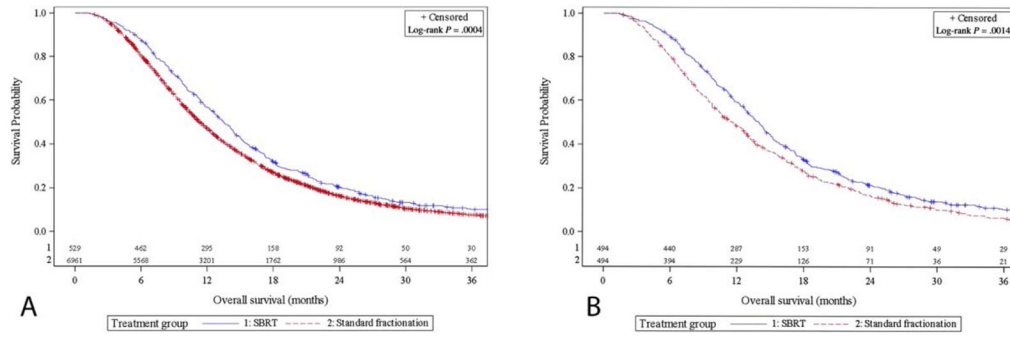 + Censored
Log-rank P = .0004
Survival Probability
1.0
0.8
0.6
0.4
0.2
0.0
1 529 462 295 158 92 50 30
2 6961 5568 3201 1762 986 564 362
0 6 12 18 24 30 36
Overall survival (months)
A
Treatment group 1: SBRT 2: Standard fractionation
+ Censored
Log-rank P = .0014
Survival Probability
1.0
0.8
0.6
0.4
0.2
0.0
1 494 440 287 153 91 49 29
2 494 394 229 126 71 36 21
0 6 12 18 24 30 36
Overall survival (months)
B
Treatment group 1: SBRT 2: Standard fractionation